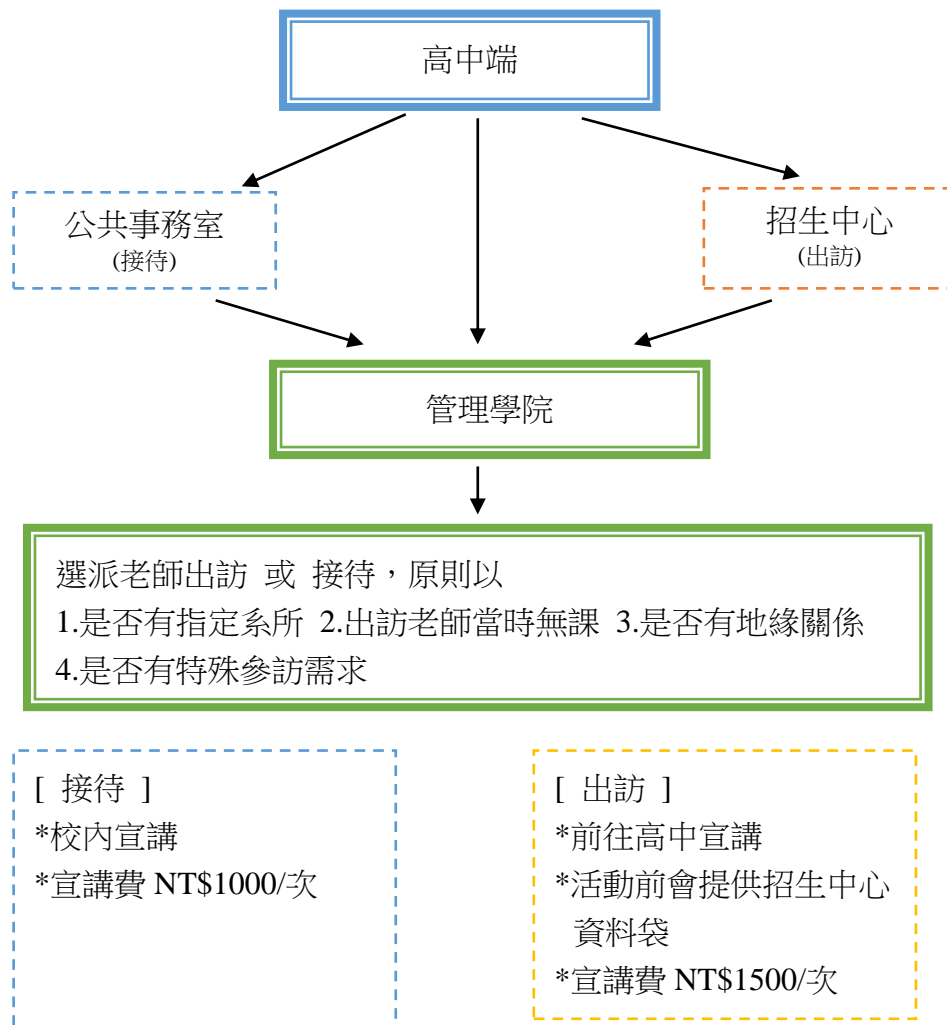 高中端
公共事務室
(接待)
招生中心
(出訪)
管理學院
選派老師出訪 或 接待，原則以
1.是否有指定系所 2.出訪老師當時無課 3.是否有地緣關係
4.是否有特殊參訪需求
[ 接待 ]
*校內宣講
*宣講費 NT$1000/次
[ 出訪 ]
*前往高中宣講
*活動前會提供招生中心
資料袋
*宣講費 NT$1500/次